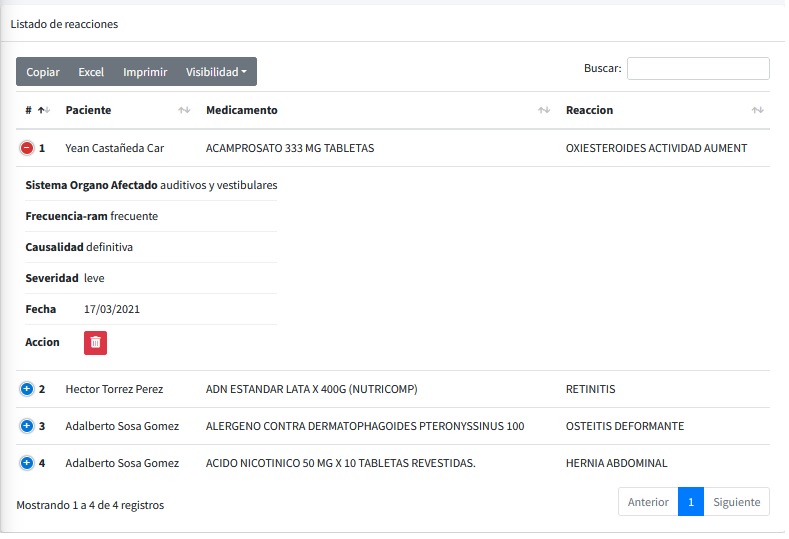 Listado de reacciones
Copiar Excel Imprimir Visibilidad Buscar:
# Paciente Medicamento Reaccion
1 Yean Castañeda Car ACAMPROSATO 333 MG TABLETAS OXIESTEROIDES ACTIVIDAD AUMENT
Sistema Organo Afectado auditivos y vestibulares
Frecuencia-ram frecuente
Causalidad definitiva
Severidad leve
Fecha 17/03/2021
Accion
2 Hector Torrez Perez ADN ESTANDAR LATA X 400G (NUTRICOMP) RETINITIS
3 Adalberto Sosa Gomez ALERGENO CONTRA DERMATOPHAGOIDES PTERONYSSINUS 100 OSTEITIS DEFORMANTE
4 Adalberto Sosa Gomez ACIDO NICOTINICO 50 MG X 10 TABLETAS REVESTIDAS. HERNIA ABDOMINAL
Mostrando 1 a 4 de 4 registros Anterior 1 Siguiente